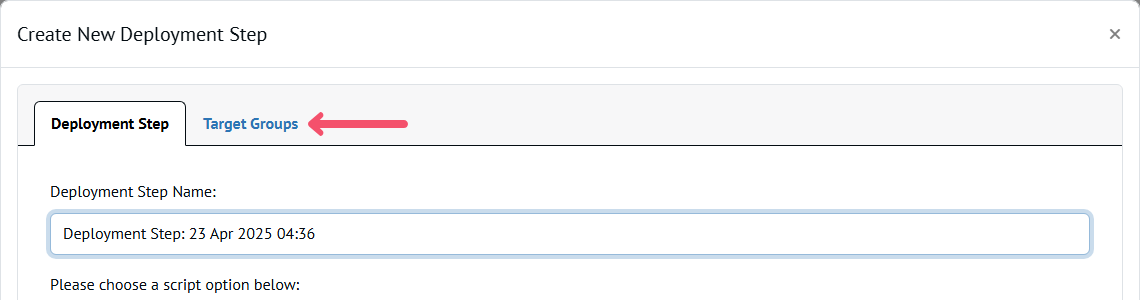 Create New Deployment Step
×
Deployment Step
Target Groups
Deployment Step Name:
Deployment Step: 23 Apr 2025 04:36
Please choose a script option below: